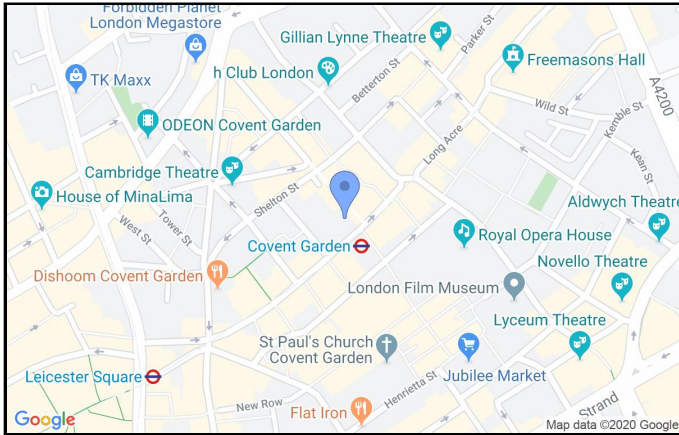 Forbidden Planet
London Megastore
Gillian Lynne Theatre
Parker St
Freemasons Hall
TK Maxx
h Club London
Betterton St
A4200
Wild St
Kemble St
ODEON Covent Garden
Long Acre
Kean St
Cambridge Theatre
Shelton St
House of MinaLima
Aldwych Theatre
West St
Tower St
Covent Garden
Royal Opera House
Dishoom Covent Garden
Novello Theatre
London Film Museum
Lyceum Theatre
St Paul's Church
Covent Garden
Leicester Square
Jubilee Market
Henrietta St
New Row
Flat Iron
Strand
Google
Map data ©2020 Google